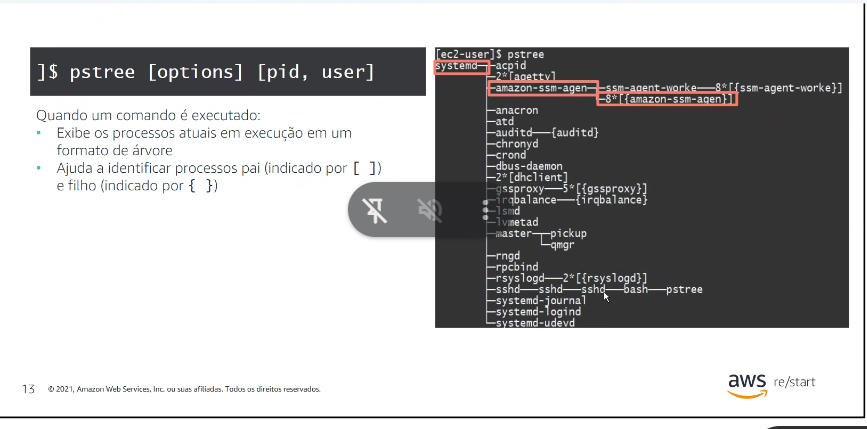 ]$ pstree [options] [pid, user]
Quando um comando é executado:
• Exibe os processos atuais em execução em um
formato de árvore
• Ajuda a identificar processos pai (indicado por [ ])
e filho (indicado por { })
[ec2-user]$ pstree
systemd─┬─acpid
├─2*[agetty]
├─amazon-ssm-agen─┬─ssm-agent-worke───8*[{ssm-agent-worke}]
└─8*[{amazon-ssm-agen}]
├─anacron
├─atd
├─auditd───{auditd}
├─chronyd
├─crond
├─dbus-daemon
├─2*[dhclient]
├─gssproxy───5*[{gssproxy}]
├─irqbalance───{irqbalance}
├─lsmd
├─lvmetad
├─master─┬─pickup
└─qmgr
├─rngd
├─rpcbind
├─rsyslogd───2*[{rsyslogd}]
├─sshd───sshd───sshd───bash───pstree
├─systemd-journal
├─systemd-logind
└─systemd-udevd
13 © 2021, Amazon Web Services, Inc. ou suas afiliadas. Todos os direitos reservados.
aws re/start